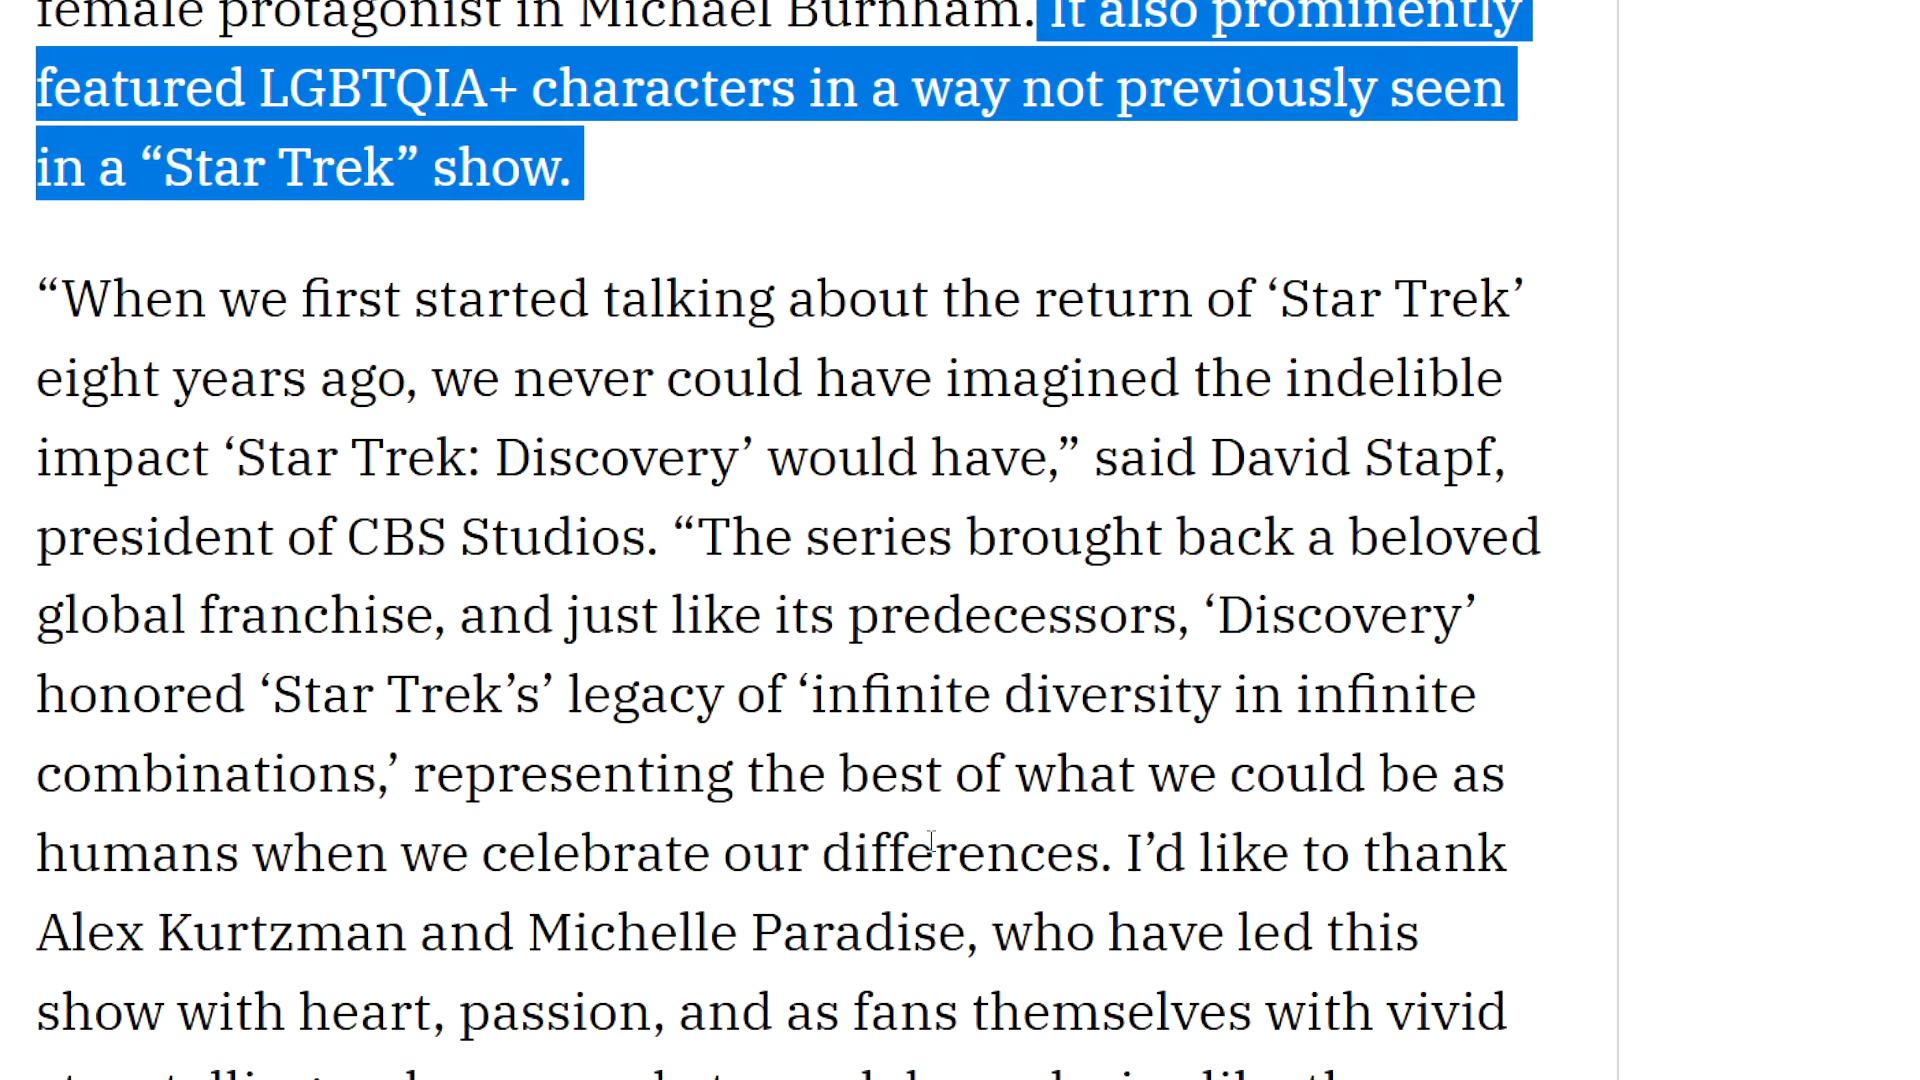 female protagonist in Michael Burnham. It also prominently
featured LGBTQIA+ characters in a way not previously seen
in a “Star Trek” show.
“When we first started talking about the return of ‘Star Trek’
eight years ago, we never could have imagined the indelible
impact ‘Star Trek: Discovery’ would have,” said David Stapf,
president of CBS Studios. “The series brought back a beloved
global franchise, and just like its predecessors, ‘Discovery’
honored ‘Star Trek’s’ legacy of ‘infinite diversity in infinite
combinations,’ representing the best of what we could be as
humans when we celebrate our differences. I’d like to thank
Alex Kurtzman and Michelle Paradise, who have led this
show with heart, passion, and as fans themselves with vivid